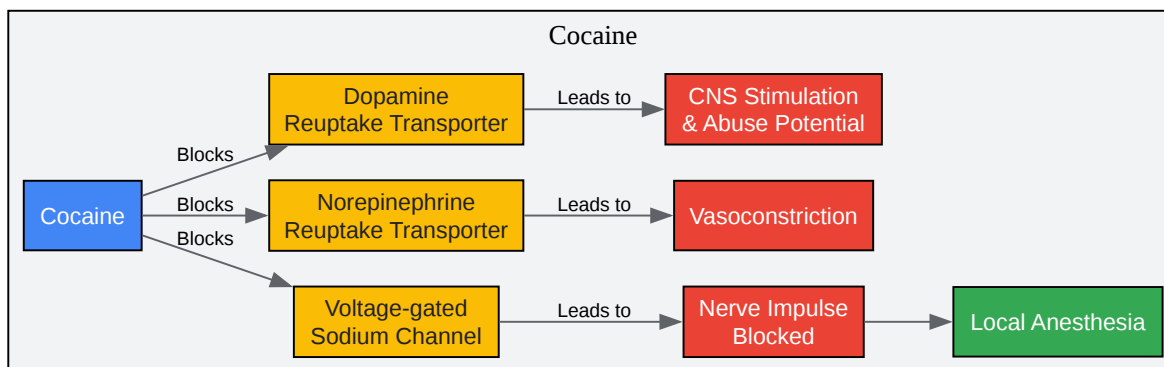 Cocaine
Dopamine
Reuptake Transporter
Leads to
CNS Stimulation
& Abuse Potential
Blocks
Cocaine
Blocks
Norepinephrine
Reuptake Transporter
Leads to
Vasoconstriction
Blocks
Voltage-gated
Sodium Channel
Leads to
Nerve Impulse
Blocked
Local Anesthesia